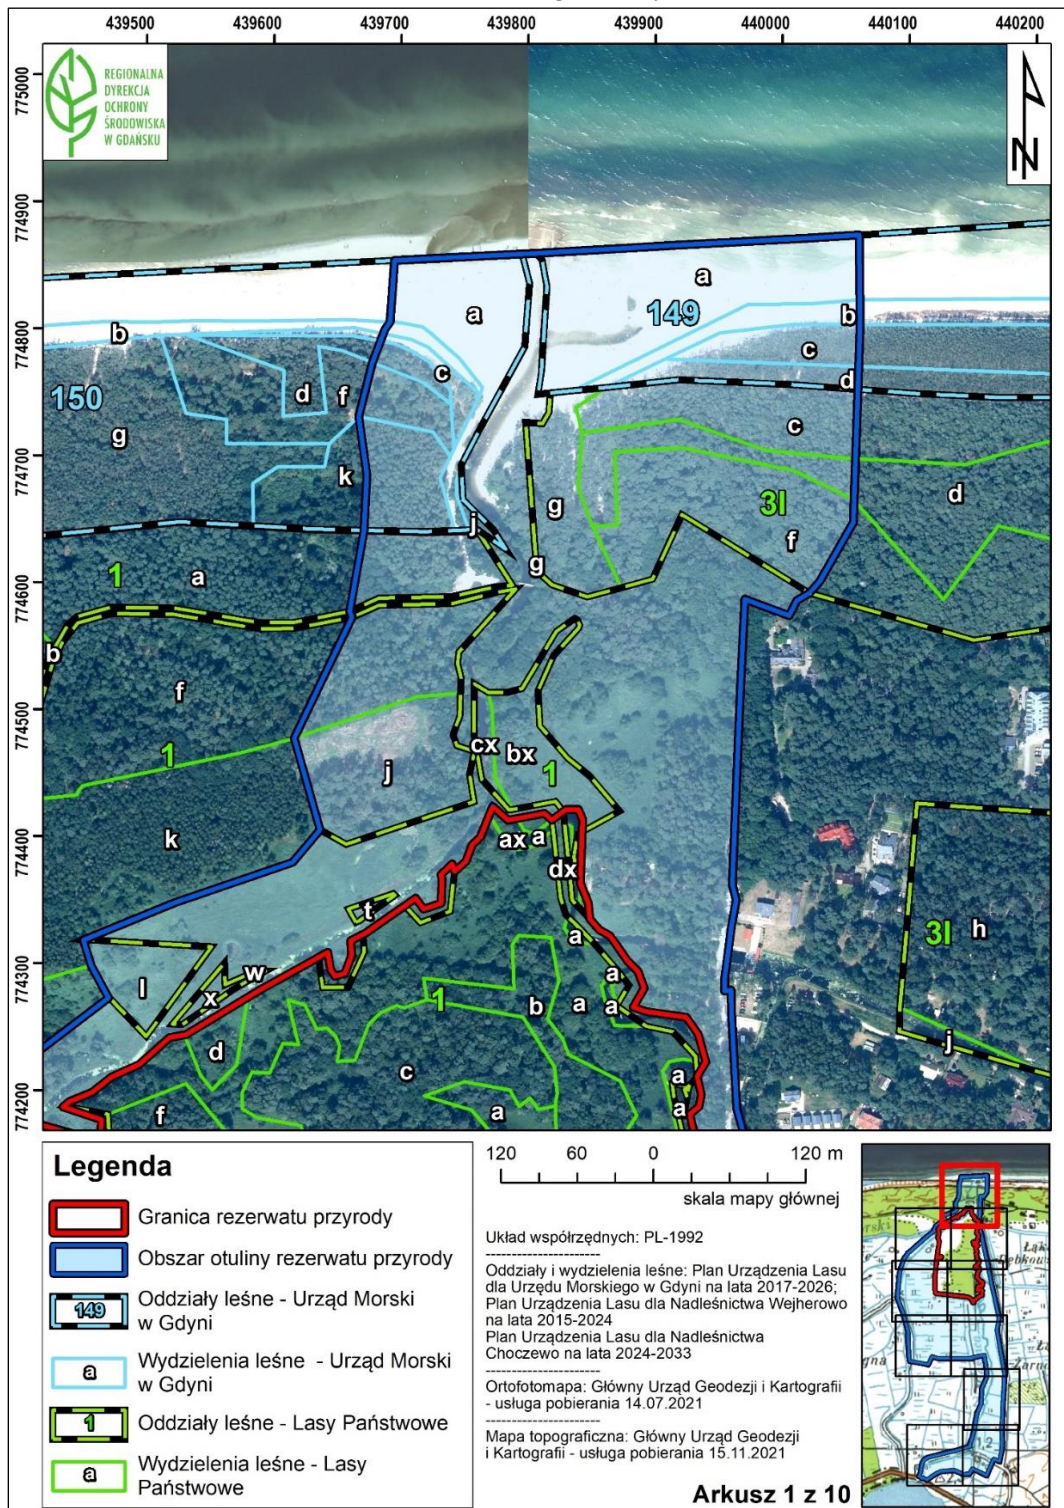 439500 439600 439700 439800 439900 440000 440100 440200
775000
774900
774800
774700
774600
774500
774400
774300
774200
REGIONALNA
DYREKCJA
OCHRONY
ŚRODOWISKA
W GDAŃSKU
N
a
a
149
b
b
c
c
d
d
f
150
g
c
k
d
g
3l
j
f
g
1
a
b
f
cx
bx
1
1
j
k
ax
a
dx
t
3l
h
a
w
a
l
x
1
b
a
a
j
d
c
a
f
a
a
Legenda
Granica rezerwatu przyrody
Obszar otuliny rezerwatu przyrody
149
Oddziały leśne - Urząd Morski
w Gdyni
a
Wydzielenia leśne - Urząd Morski
w Gdyni
1
Oddziały leśne - Lasy Państwowe
a
Wydzielenia leśne - Lasy
Państwowe
120 60 0 120 m
skala mapy głównej
Układ współrzędnych: PL-1992
----------------------
Oddziały i wydzielenia leśne: Plan Urządzenia Lasu
dla Urzędu Morskiego w Gdyni na lata 2017-2026;
Plan Urządzenia Lasu dla Nadleśnictwa Wejherowo
na lata 2015-2024
Plan Urządzenia Lasu dla Nadleśnictwa
Choczewo na lata 2024-2033
----------------------
Ortofotomapa: Główny Urząd Geodezji i Kartografii
- usługa pobierania 14.07.2021
----------------------
Mapa topograficzna: Główny Urząd Geodezji
i Kartografii - usługa pobierania 15.11.2021
Arkusz 1 z 10
1,2